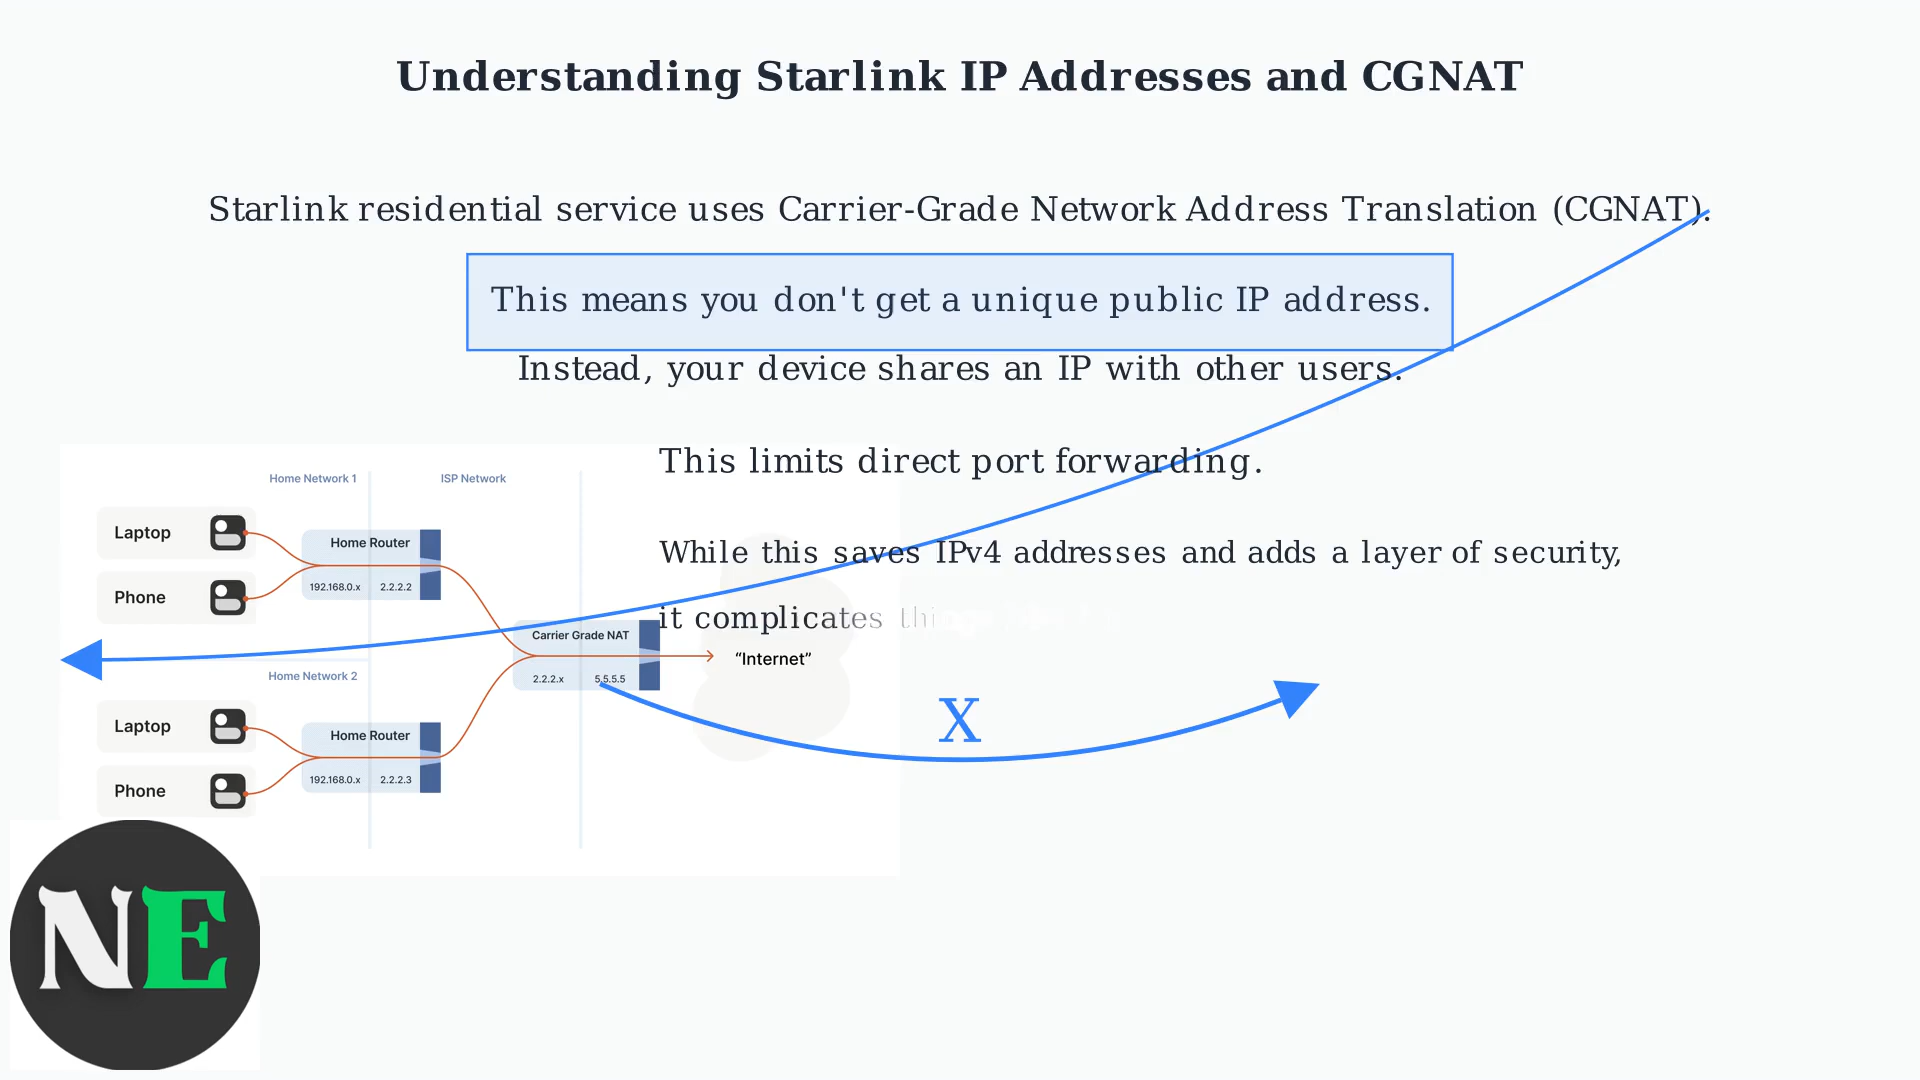 Understanding Starlink IP Addresses and CGNAT
Starlink residential service uses Carrier-Grade Network Address Translation (CGNAT).
This means you don't get a unique public IP address.
Instead, your device shares an IP with other users.
This limits direct port forwarding.
While this saves IPv4 addresses and adds a layer of security,
it complicates things
Home Network 1
ISP Network
Laptop
Phone
Home Router
192.168.0.x 2.2.2.2
Carrier Grade NAT
2.2.2.x 5.5.5.5
“Internet”
Home Network 2
Laptop
Phone
Home Router
192.168.0.x 2.2.2.3
X
NE